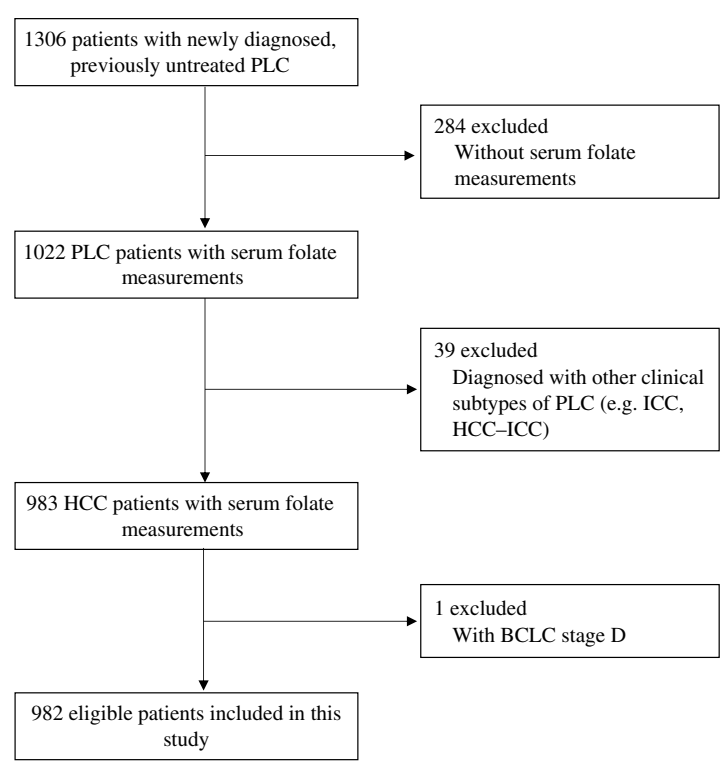 1306 patients with newly diagnosed,
previously untreated PLC
284 excluded
Without serum folate
measurements
1022 PLC patients with serum folate
measurements
39 excluded
Diagnosed with other clinical
subtypes of PLC (e.g. ICC,
HCC–ICC)
983 HCC patients with serum folate
measurements
1 excluded
With BCLC stage D
982 eligible patients included in this
study